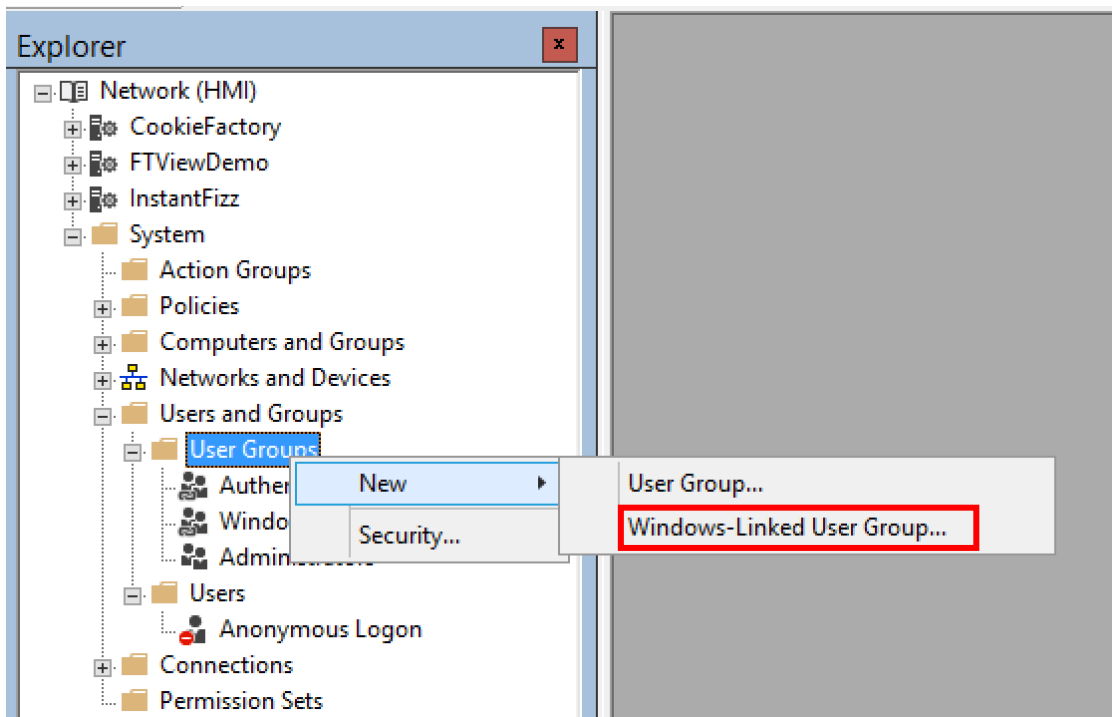 Explorer
x
Network (HMI)
CookieFactory
FTViewDemo
InstantFizz
System
Action Groups
Policies
Computers and Groups
Networks and Devices
Users and Groups
User Groups
New
User Group...
Windows-Linked User Group...
Security...
Users
Anonymous Logon
Connections
Permission Sets